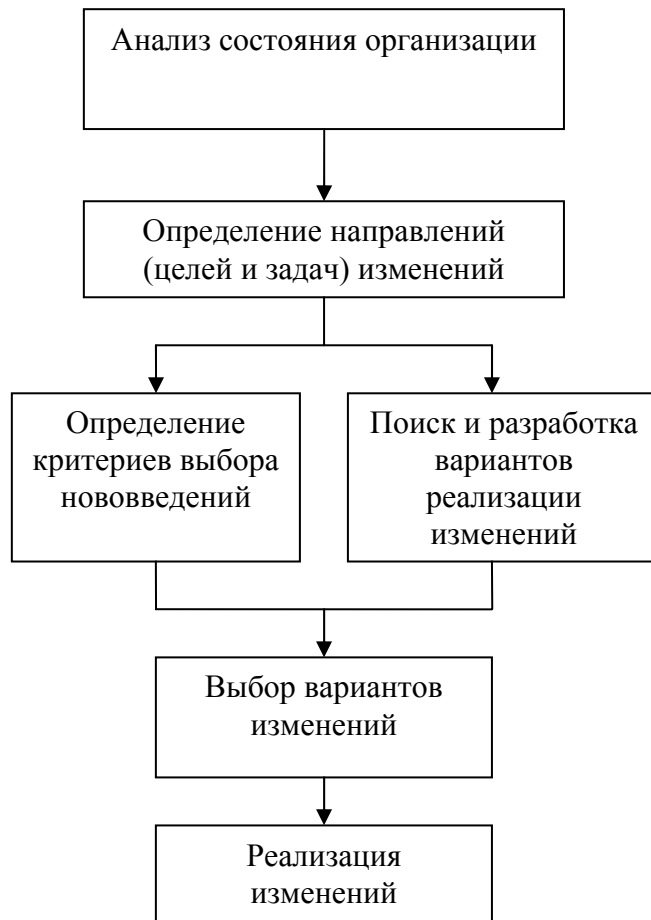 Анализ состояния организации
Определение направлений
(целей и задач) изменений
Определение
критериев выбора
нововведений
Поиск и разработка
вариантов
реализации
изменений
Выбор вариантов
изменений
Реализация
изменений